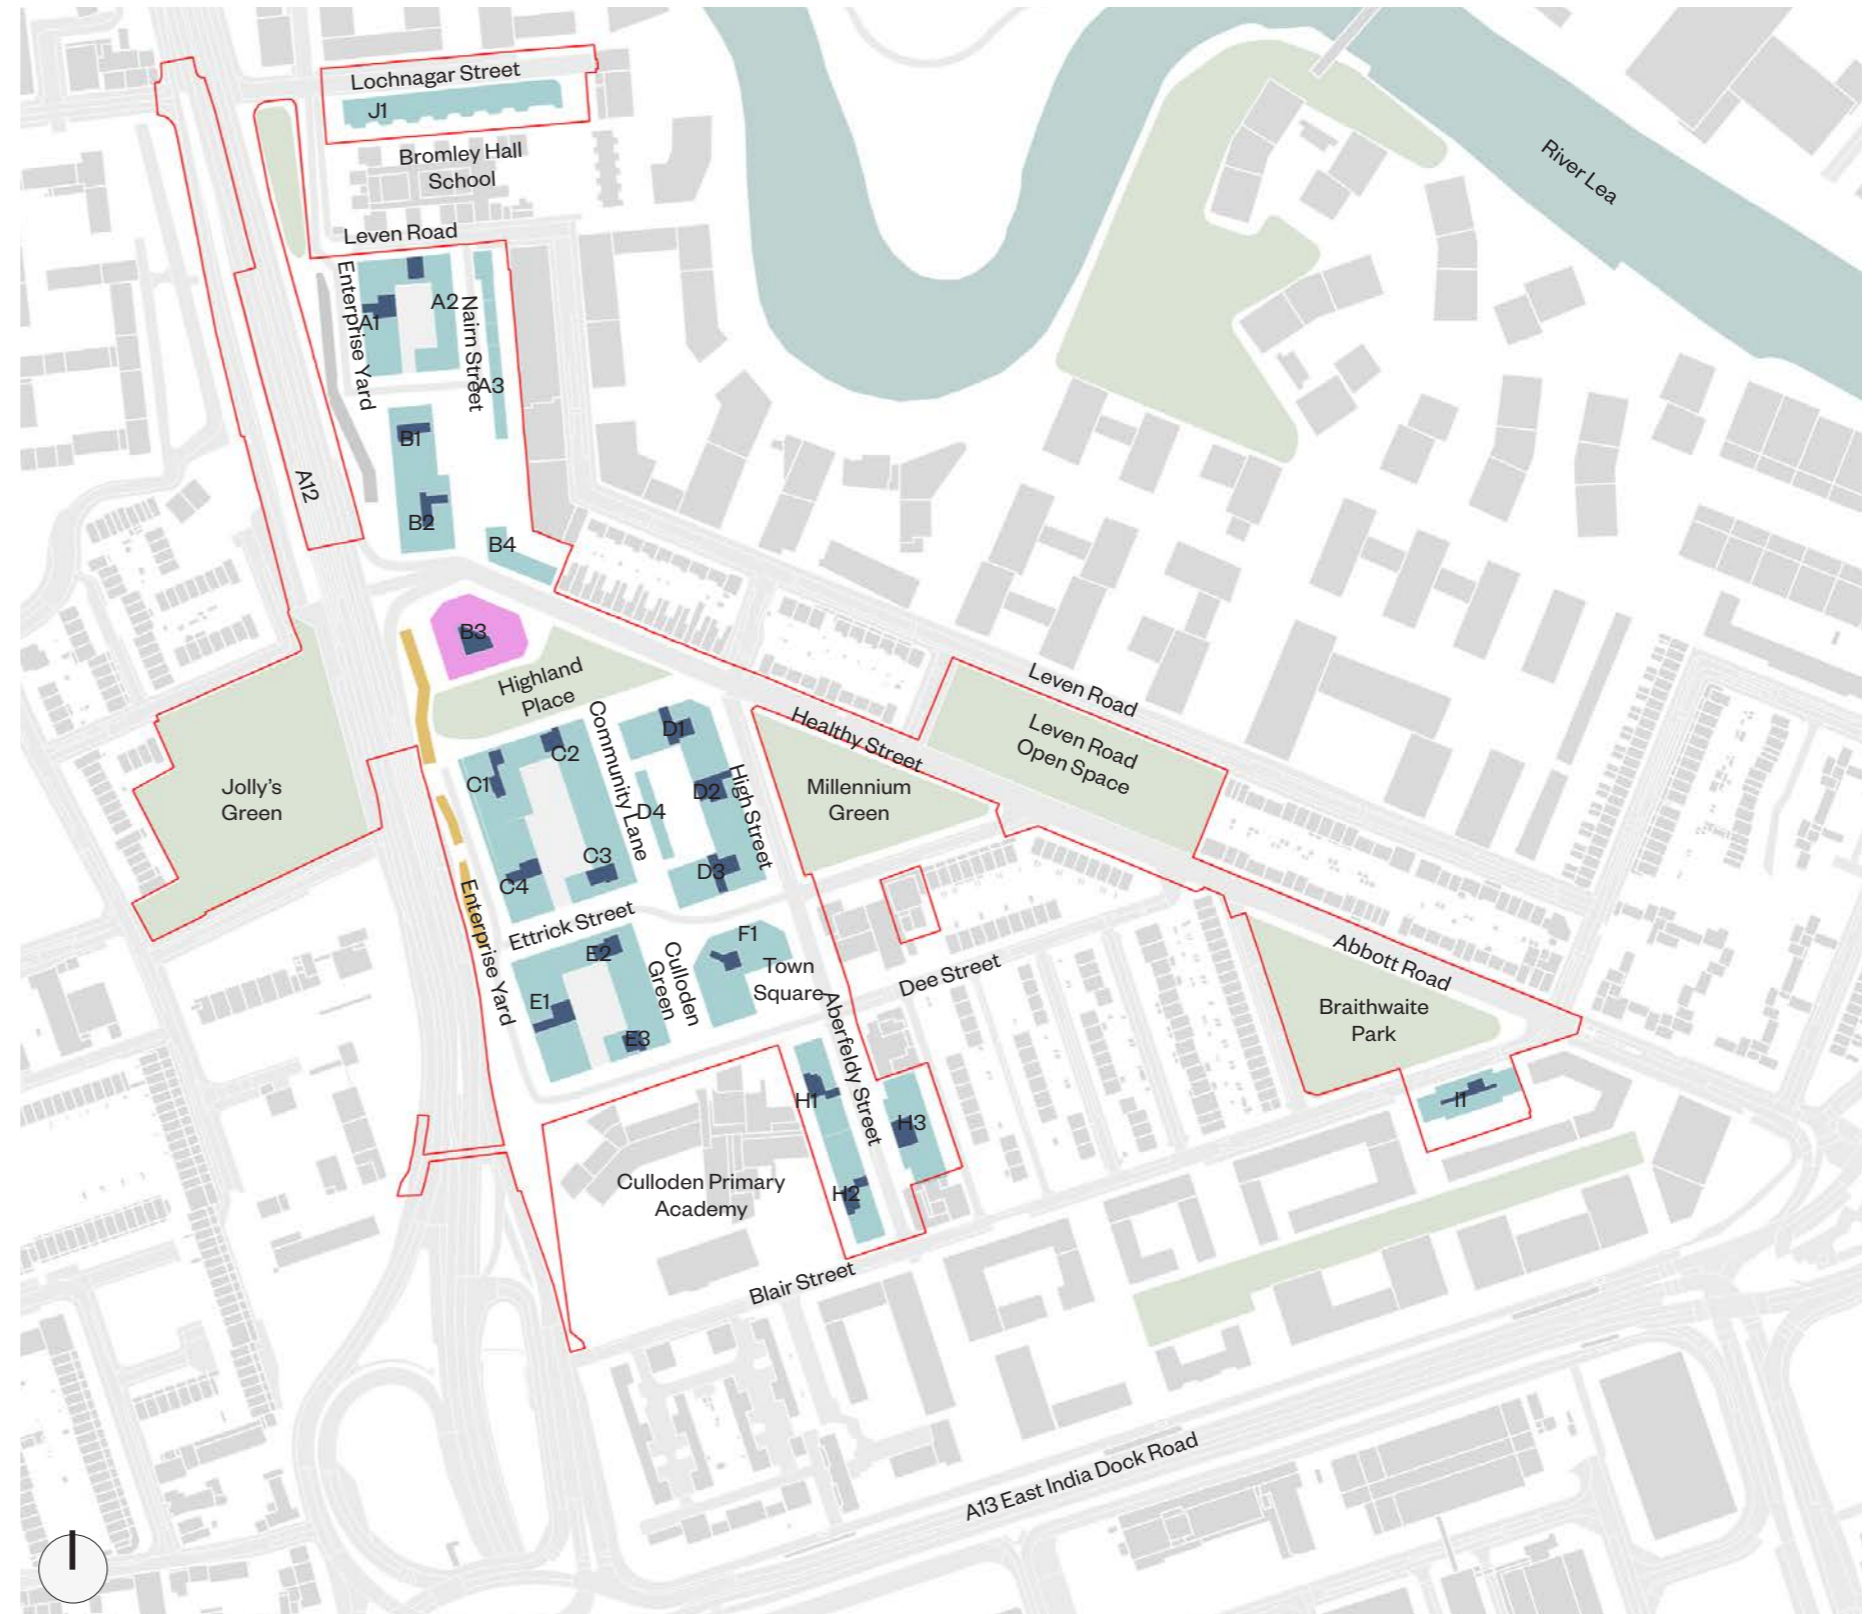 Lochnagar Street
J1
Bromley Hall
School
River Lea
Leven Road
Enterprise Yard
A1
A2
Nairn Street
A3
B1
A12
B2
B4
B3
Highland
Place
Leven Road
Healthy Street
Leven Road
Open Space
Community Lane
D1
C2
C1
D2
High Street
D4
Millennium
Green
Jolly's
Green
C3
D3
C4
Enterprise Yard
Ettrick Street
E2
Culloden
Green
F1
Town
Square
Dee Street
Abbott Road
Braithwaite
Park
E1
E3
Aberfeldy Street
H1
H3
I1
Culloden Primary
Academy
H2
Blair Street
A13 East India Dock Road